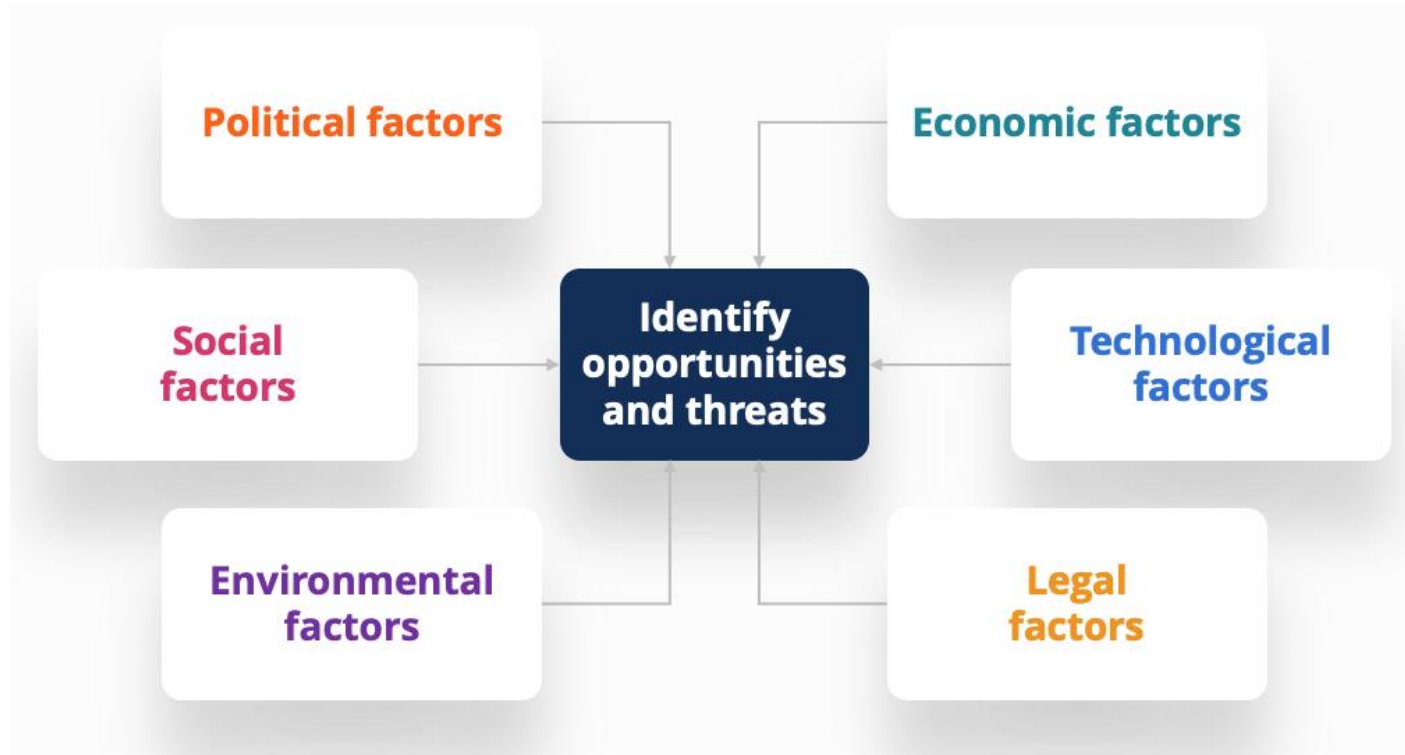 Political factors
Economic factors
Social
factors
Identify
opportunities
and threats
Technological
factors
Environmental
factors
Legal
factors